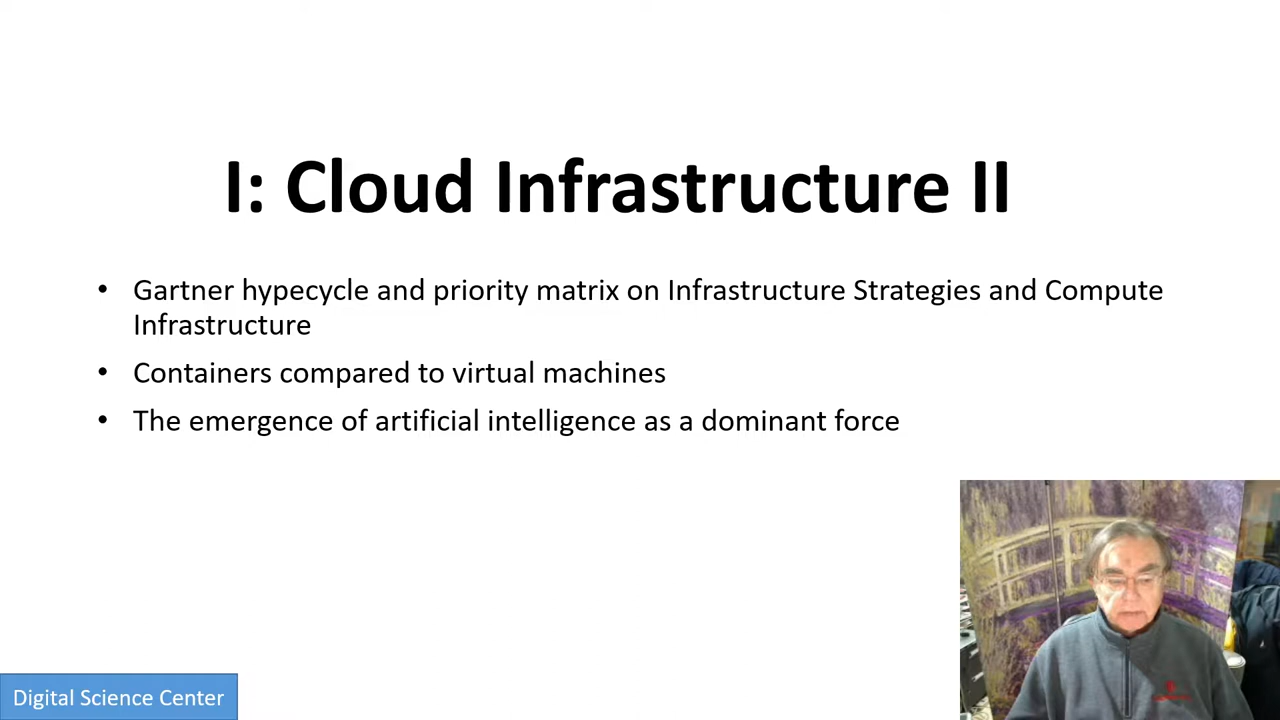 I: Cloud Infrastructure II
• Gartner hypecycle and priority matrix on Infrastructure Strategies and Compute
Infrastructure
• Containers compared to virtual machines
• The emergence of artificial intelligence as a dominant force
Digital Science Center